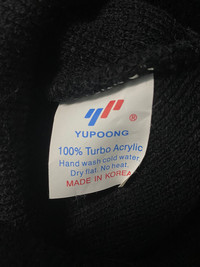 ®
YUPOONG
100% Turbo Acrylic
Hand wash cold water
Dry flat. No heat.
MADE IN KOREA